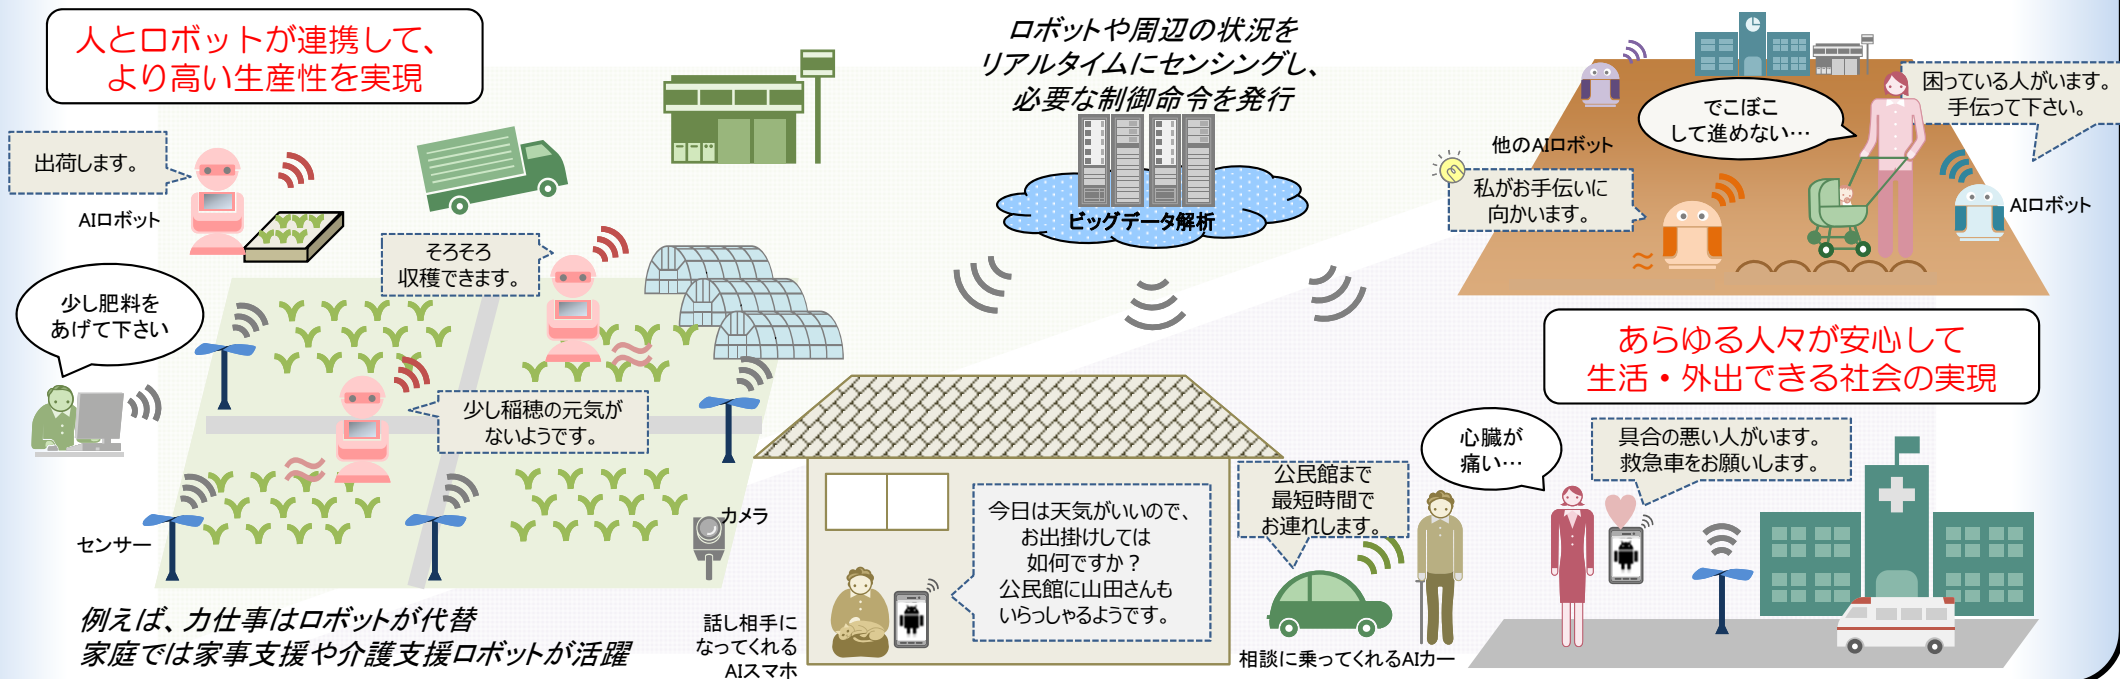 人とロボットが連携して、
より高い生産性を実現
ロボットや周辺の状況を
リアルタイムにセンシングし、
必要な制御命令を発行
ビッグデータ解析
出荷します。
AIロボット
そろそろ
収穫できます。
少し肥料を
あげて下さい
少し稲穂の元気が
ないようです。
センサー
カメラ
例えば、力仕事はロボットが代替
家庭では家事支援や介護支援ロボットが活躍
困っている人がいます。
手伝って下さい。
でこぼこ
して進めない…
他のAIロボット
私がお手伝いに
向かいます。
AIロボット
あらゆる人々が安心して
生活・外出できる社会の実現
今日は天気がいいので、
お出掛けしては
如何ですか？
公民館に山田さんも
いらっしゃるようです。
話し相手に
なってくれる
AIスマホ
公民館まで
最短時間で
お連れします。
相談に乗ってくれるAIカー
心臓が
痛い…
具合の悪い人がいます。
救急車をお願いします。